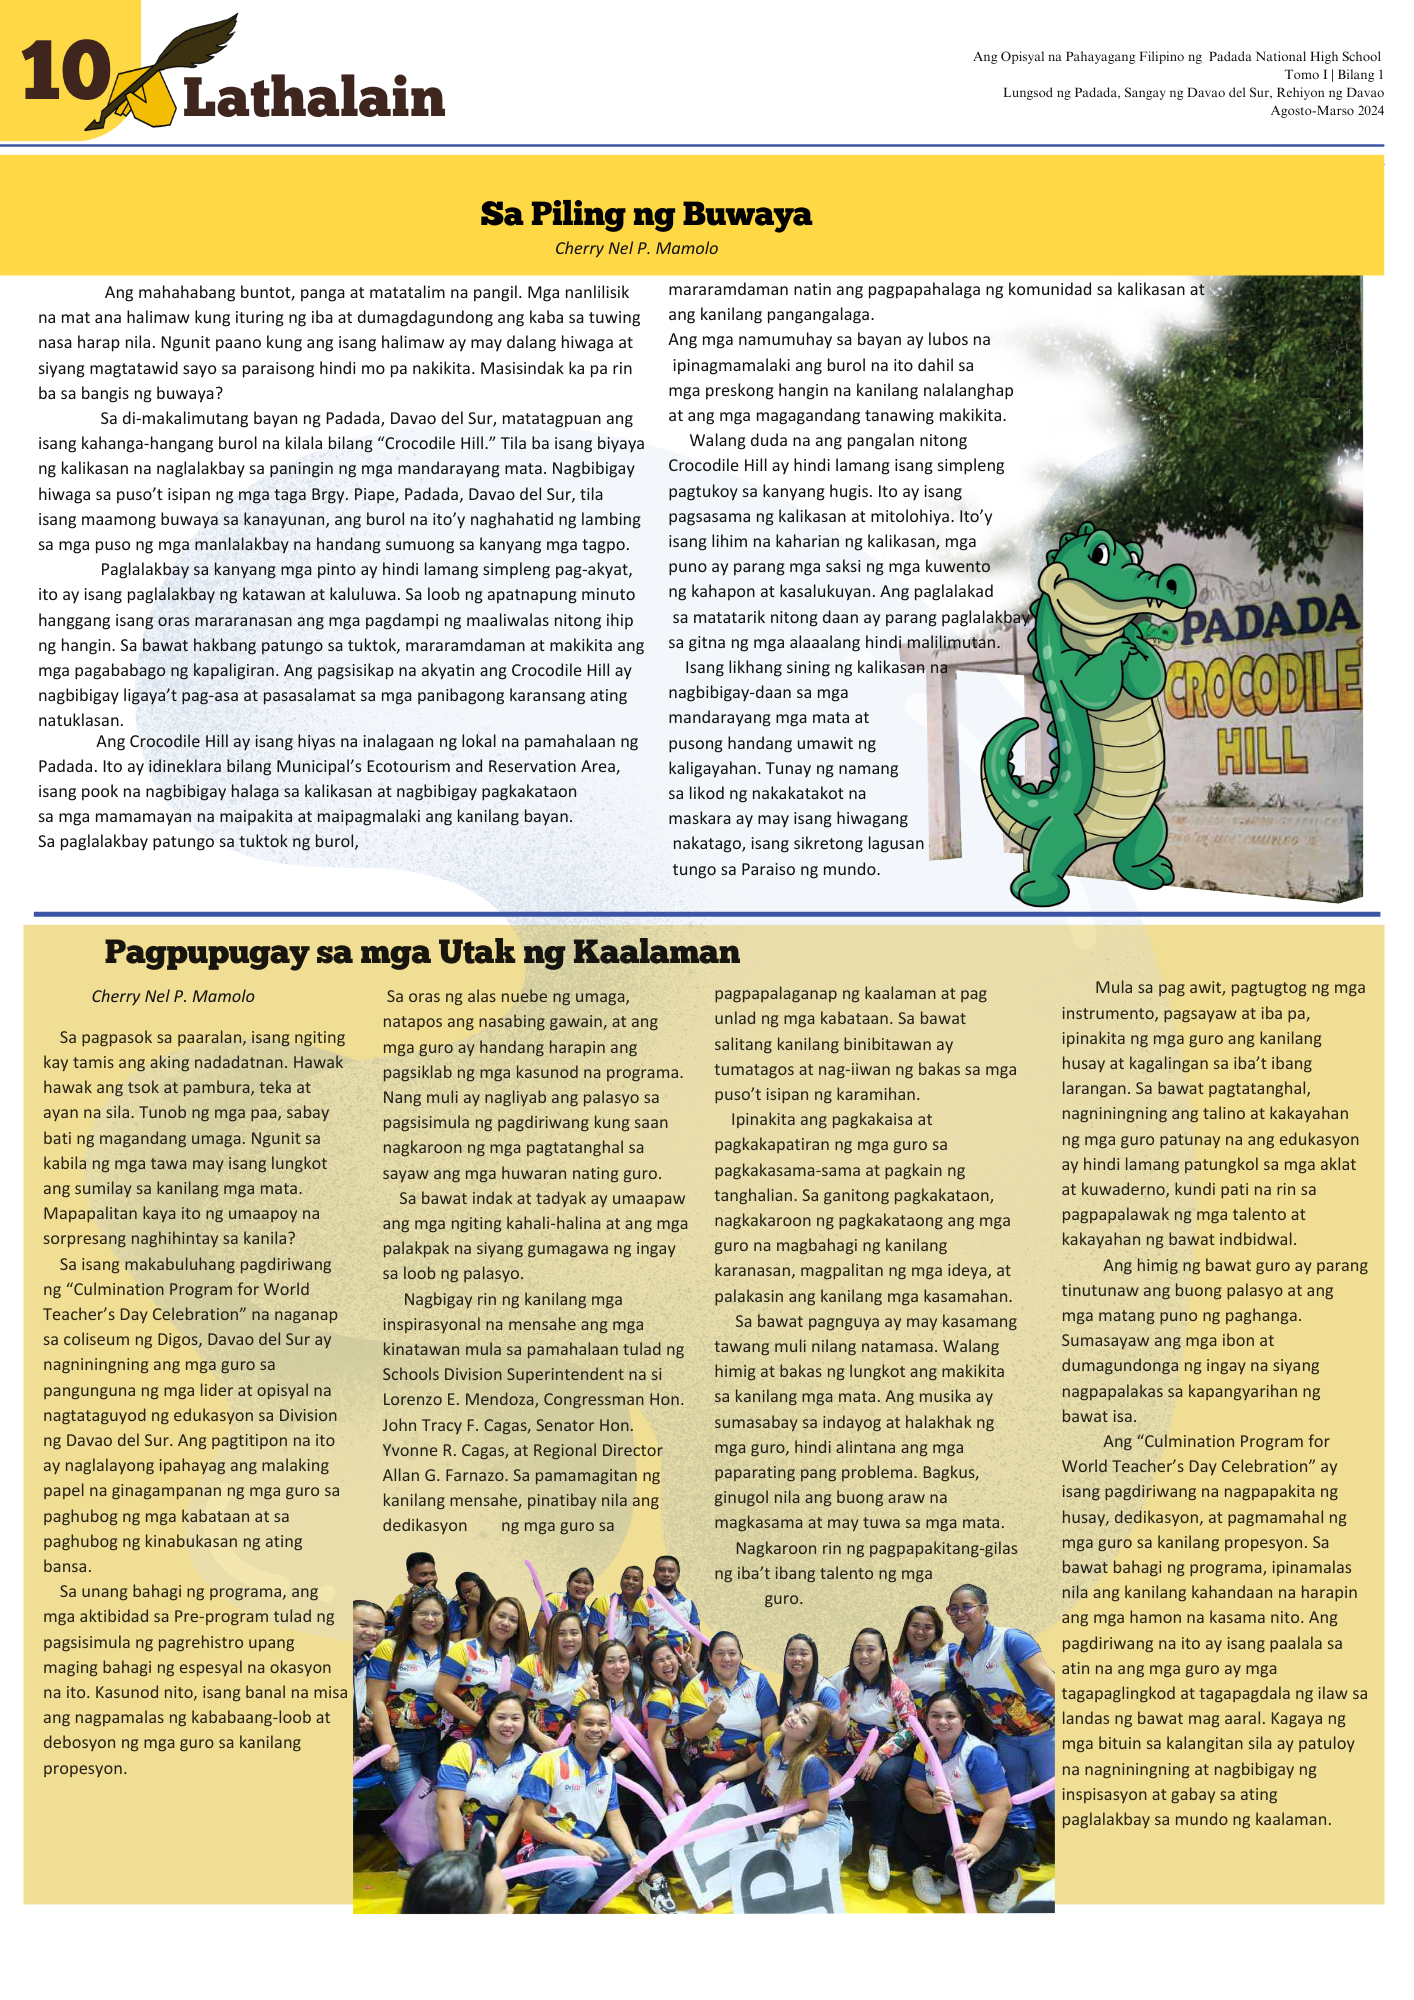 10 Lathalain
Ang Opisyal na Pahayagang Filipino ng Padada National High School
Tomo I | Bilang 1
Lungsod ng Padada, Sangay ng Davao del Sur, Rehiyon ng Davao
Agosto-Marso 2024
Sa Piling ng Buwaya
Cherry Nel P. Mamolo
Ang mahahabang buntot, panga at matatalim na pangil. Mga nanlilisik
na mat ana halimaw kung ituring ng iba at dumagdagundong ang kaba sa tuwing
nasa harap nila. Ngunit paano kung ang isang halimaw ay may dalang hiwaga at
siyang magtatawid sayo sa paraisong hindi mo pa nakikita. Masisindak ka pa rin
ba sa bangis ng buwaya?
Sa di-makalimutang bayan ng Padada, Davao del Sur, matatagpuan ang
isang kahanga-hangang burol na kilala bilang “Crocodile Hill.” Tila ba isang biyaya
ng kalikasan na naglalakbay sa paningin ng mga mandarayang mata. Nagbibigay
hiwaga sa puso’t isipan ng mga taga Brgy. Piape, Padada, Davao del Sur, tila
isang maamong buwaya sa kanayunan, ang burol na ito’y naghahatid ng lambing
sa mga puso ng mga manlalakbay na handang sumuong sa kanyang mga tagpo.
Paglalakbay sa kanyang mga pinto ay hindi lamang simpleng pag-akyat,
ito ay isang paglalakbay ng katawan at kaluluwa. Sa loob ng apatnapung minuto
hanggang isang oras mararanasan ang mga pagdampi ng maaliwalas nitong ihip
ng hangin. Sa bawat hakbang patungo sa tuktok, mararamdaman at makikita ang
mga pagababago ng kapaligiran. Ang pagsisikap na akyatin ang Crocodile Hill ay
nagbibigay ligaya’t pag-asa at pasasalamat sa mga panibagong karansang ating
natuklasan.
Ang Crocodile Hill ay isang hiyas na inalagaan ng lokal na pamahalaan ng
Padada. Ito ay idineklara bilang Municipal’s Ecotourism and Reservation Area,
isang pook na nagbibigay halaga sa kalikasan at nagbibigay pagkakataon
sa mga mamamayan na maipakita at maipagmalaki ang kanilang bayan.
Sa paglalakbay patungo sa tuktok ng burol,
mararamdaman natin ang pagpapahalaga ng komunidad sa kalikasan at
ang kanilang pangangalaga.
Ang mga namumuhay sa bayan ay lubos na
ipinagmamalaki ang burol na ito dahil sa
mga preskong hangin na kanilang nalalanghap
at ang mga magagandang tanawing makikita.
Walang duda na ang pangalan nitong
Crocodile Hill ay hindi lamang isang simpleng
pagtukoy sa kanyang hugis. Ito ay isang
pagsasama ng kalikasan at mitolohiya. Ito’y
isang lihim na kaharian ng kalikasan, mga
puno ay parang mga saksi ng mga kuwento
ng kahapon at kasalukuyan. Ang paglalakad
sa matatarik nitong daan ay parang paglalakbay
sa gitna ng mga alaalang hindi malilimutan.
Isang likhang sining ng kalikasan na
nagbibigay-daan sa mga
mandarayang mga mata at
pusong handang umawit ng
kaligayahan. Tunay ng namang
sa likod ng nakakatakot na
maskara ay may isang hiwagang
nakatago, isang sikretong lagusan
tungo sa Paraiso ng mundo.
PADADA
CROCODILE
HILL
Pagpupugay sa mga Utak ng Kaalaman
Cherry Nel P. Mamolo
Sa pagpasok sa paaralan, isang ngiting
kay tamis ang aking nadadatnan. Hawak
hawak ang tsok at pambura, teka at
ayan na sila. Tunob ng mga paa, sabay
bati ng magandang umaga. Ngunit sa
kabila ng mga tawa may isang lungkot
ang sumilay sa kanilang mga mata.
Mapapalitan kaya ito ng umaapoy na
sorpresang naghihintay sa kanila?
Sa isang makabuluhang pagdiriwang
ng “Culmination Program for World
Teacher’s Day Celebration” na naganap
sa coliseum ng Digos, Davao del Sur ay
nagniningning ang mga guro sa
pangunguna ng mga lider at opisyal na
nagtataguyod ng edukasyon sa Division
ng Davao del Sur. Ang pagtitipon na ito
ay naglalayong ipahayag ang malaking
papel na ginagampanan ng mga guro sa
paghubog ng mga kabataan at sa
paghubog ng kinabukasan ng ating
bansa.
Sa unang bahagi ng programa, ang
mga aktibidad sa Pre-program tulad ng
pagsisimula ng pagrehistro upang
maging bahagi ng espesyal na okasyon
na ito. Kasunod nito, isang banal na misa
ang nagpamalas ng kababaang-loob at
debosyon ng mga guro sa kanilang
propesyon.
Sa oras ng alas nuebe ng umaga,
natapos ang nasabing gawain, at ang
mga guro ay handang harapin ang
pagsiklab ng mga kasunod na programa.
Nang muli ay nagliyab ang palasyo sa
pagsisimula ng pagdiriwang kung saan
nagkaroon ng mga pagtatanghal sa
sayaw ang mga huwaran nating guro.
Sa bawat indak at tadyak ay umaapaw
ang mga ngiting kahali-halina at ang mga
palakpak na siyang gumagawa ng ingay
sa loob ng palasyo.
Nagbigay rin ng kanilang mga
inspirasyonal na mensahe ang mga
kinatawan mula sa pamahalaan tulad ng
Schools Division Superintendent na si
Lorenzo E. Mendoza, Congressman Hon.
John Tracy F. Cagas, Senator Hon.
Yvonne R. Cagas, at Regional Director
Allan G. Farnazo. Sa pamamagitan ng
kanilang mensahe, pinatibay nila ang
dedikasyon ng mga guro sa
pagpapalaganap ng kaalaman at pag
unlad ng mga kabataan. Sa bawat
salitang kanilang binibitawan ay
tumatagos at nag-iiwan ng bakas sa mga
puso’t isipan ng karamihan.
Ipinakita ang pagkakaisa at
pagkakapatiran ng mga guro sa
pagkakasama-sama at pagkain ng
tanghalian. Sa ganitong pagkakataon,
nagkakaroon ng pagkakataong ang mga
guro na magbahagi ng kanilang
karanasan, magpalitan ng mga ideya, at
palakasin ang kanilang mga kasamahan.
Sa bawat pagnguya ay may kasamang
tawang muli nilang natamasa. Walang
himig at bakas ng lungkot ang makikita
sa kanilang mga mata. Ang musika ay
sumasabay sa indayog at halakhak ng
mga guro, hindi alintana ang mga
paparating pang problema. Bagkus,
ginugol nila ang buong araw na
magkasama at may tuwa sa mga mata.
Nagkaroon rin ng pagpapakitang-gilas
ng iba’t ibang talento ng mga
guro.
Mula sa pag awit, pagtugtog ng mga
instrumento, pagsayaw at iba pa,
ipinakita ng mga guro ang kanilang
husay at kagalingan sa iba’t ibang
larangan. Sa bawat pagtatanghal,
nagniningning ang talino at kakayahan
ng mga guro patunay na ang edukasyon
ay hindi lamang patungkol sa mga aklat
at kuwaderno, kundi pati na rin sa
pagpapalawak ng mga talento at
kakayahan ng bawat indbidwal.
Ang himig ng bawat guro ay parang
tinutunaw ang buong palasyo at ang
mga matang puno ng paghanga.
Sumasayaw ang mga ibon at
dumagundonga ng ingay na siyang
nagpapalakas sa kapangyarihan ng
bawat isa.
Ang “Culmination Program for
World Teacher’s Day Celebration” ay
isang pagdiriwang na nagpapakita ng
husay, dedikasyon, at pagmamahal ng
mga guro sa kanilang propesyon. Sa
bawat bahagi ng programa, ipinamalas
nila ang kanilang kahandaan na harapin
ang mga hamon na kasama nito. Ang
pagdiriwang na ito ay isang paalala sa
atin na ang mga guro ay mga
tagapaglingkod at tagapagdala ng ilaw sa
landas ng bawat mag aaral. Kagaya ng
mga bituin sa kalangitan sila ay patuloy
na nagniningning at nagbibigay ng
inspisasyon at gabay sa ating
paglalakbay sa mundo ng kaalaman.
P